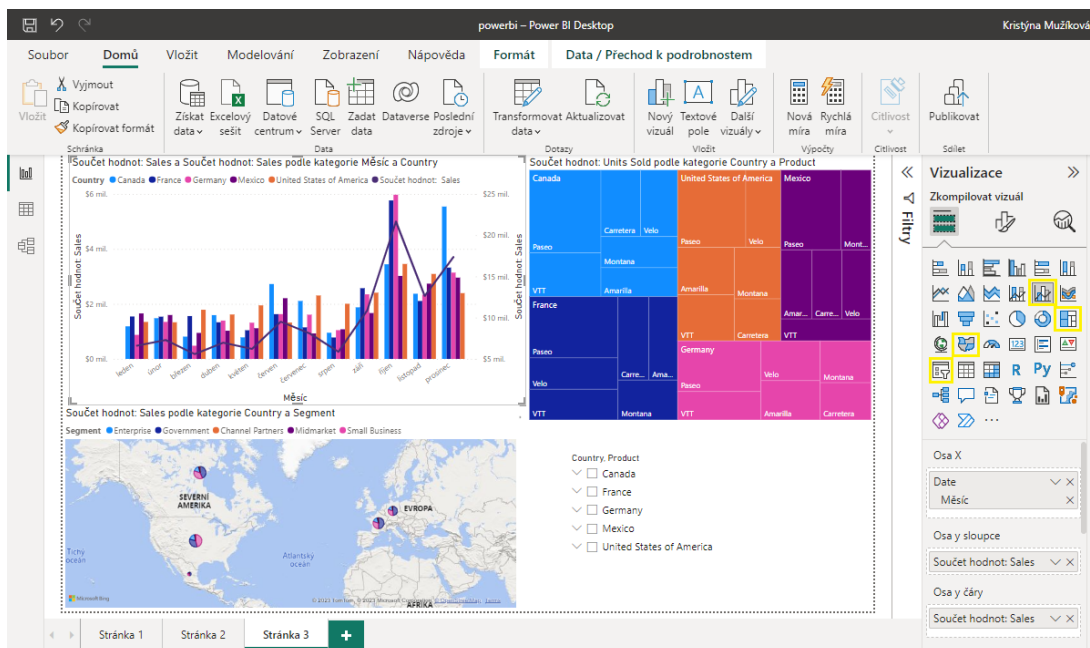 powerbi – Power BI Desktop
Kristýna Mužíková
Soubor Domů Vložit Modelování Zobrazení Nápověda Formát Data / Přechod k podrobnostem
Vložit
Vyjmout
Kopírovat
Kopírovat formát
Schránka
Získat data
Excelový sešit
Datové centrum
SQL Server
Zadat data
Dataverse
Poslední zdroje
Data
Transformovat data
Aktualizovat
Dotazy
Nový vizuál
Textové pole
Další vizuály
Vložit
Nová míra
Rychlá míra
Výpočty
Citlivost
Citlivost
Publikovat
Sdílet
Součet hodnot: Sales a Součet hodnot: Sales podle kategorie Měsíc a Country
Country Canada France Germany Mexico United States of America Součet hodnot: Sales
$6 mil.
$4 mil.
$2 mil.
$0 mil.
Součet hodnot: Sales
$25 mil.
$20 mil.
$15 mil.
$10 mil.
$5 mil.
Součet hodnot: Sales
leden únor březen duben květen červen červenec srpen září říjen listopad prosinec
Měsíc
Součet hodnot: Units Sold podle kategorie Country a Product
Canada
Paseo
VTT
Carretera
Velo
Montana
Amarilla
United States of America
Paseo
Velo
Amarilla
Montana
VTT
Carretera
Mexico
Paseo
Mont...
Amar...
Carre...
Velo
VTT
France
Paseo
Velo
VTT
Carre...
Ama...
Montana
Germany
Paseo
VTT
Velo
Montana
Amarilla
Carretera
Součet hodnot: Sales podle kategorie Country a Segment
Segment Enterprise Government Channel Partners Midmarket Small Business
SEVERNÍ
AMERIKA
EVROPA
Tichý
oceán
Atlantský
oceán
AFRIKA
Microsoft Bing
Country, Product
Canada
France
Germany
Mexico
United States of America
Filtry
Vizualizace
Zkompilovat vizuál
123
R
Py
Osa X
Date
Měsíc
Osa y sloupce
Součet hodnot: Sales
Osa y čáry
Součet hodnot: Sales
Stránka 1 Stránka 2 Stránka 3